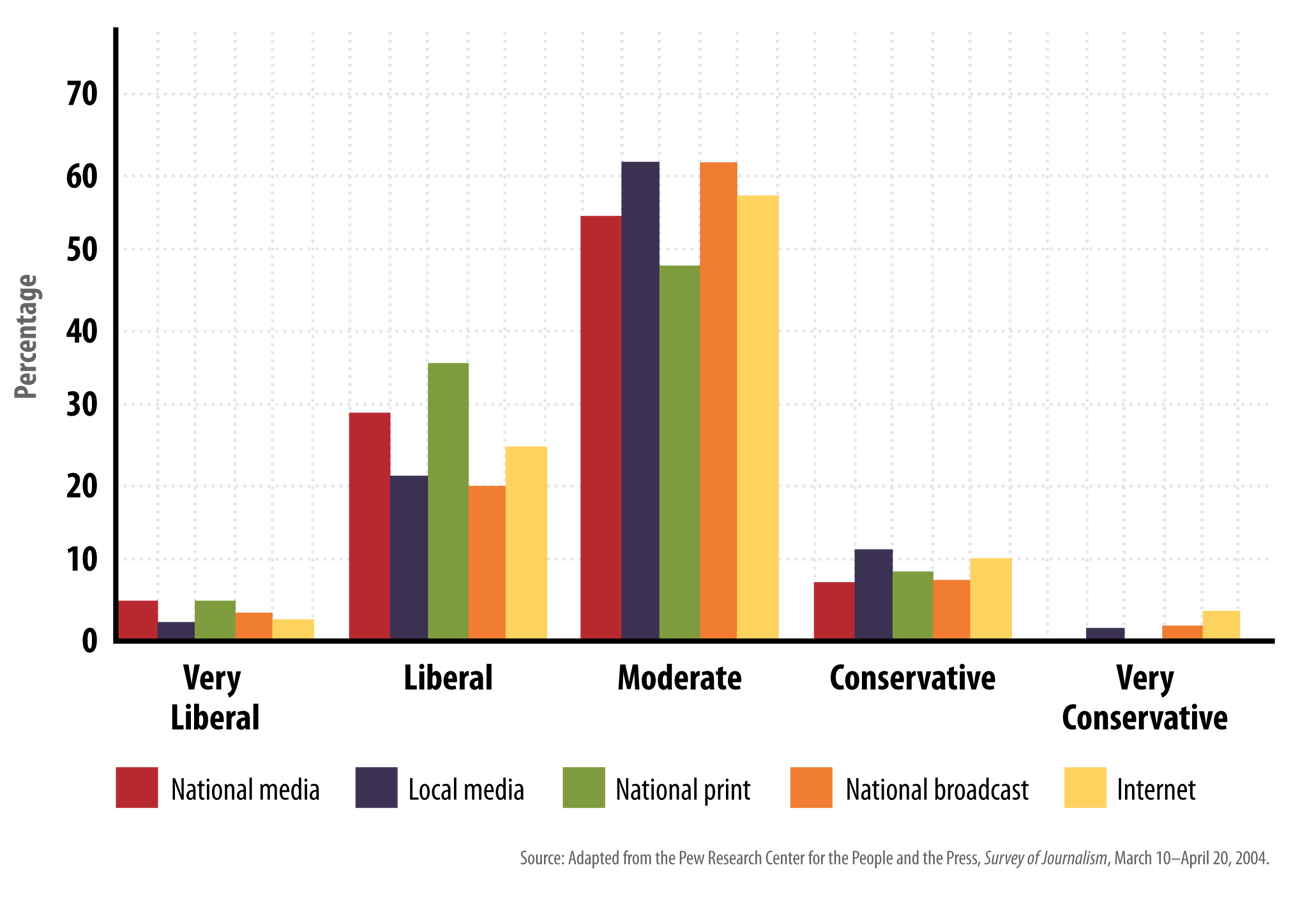 Percentage
70
60
50
40
30
20
10
0
Very
Liberal
Liberal
Moderate
Conservative
Very
Conservative
National media
Local media
National print
National broadcast
Internet
Source: Adapted from the Pew Research Center for the People and the Press, Survey of Journalism, March 10–April 20, 2004.